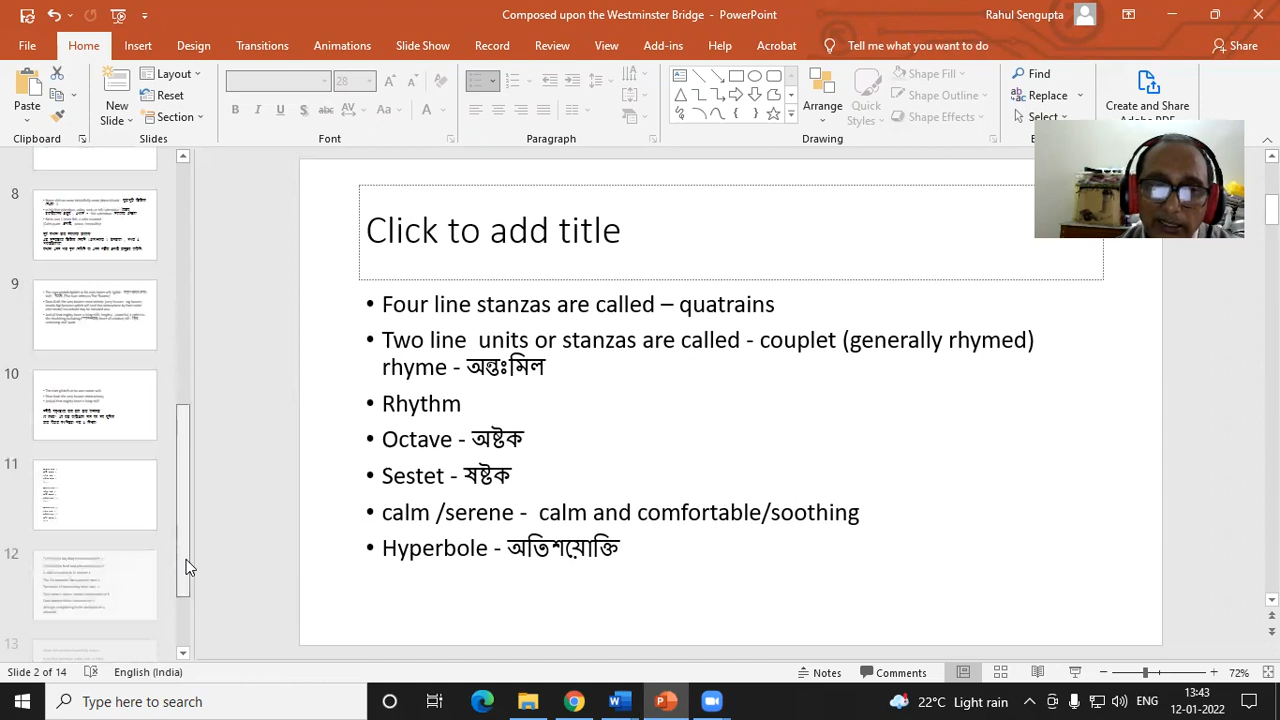 Composed upon the Westminster Bridge - PowerPoint
Rahul Sengupta
File Home Insert Design Transitions Animations Slide Show Record Review View Add-ins Help Acrobat Tell me what you want to do Share
Paste
New Slide
Layout
Reset
Section
28
B I U S abc AV Aa A
Arrange
Quick Styles
Shape Fill
Shape Outline
Shape Effects
Find
Replace
Select
Create and Share
Clipboard Slides Font Paragraph Drawing
8
9
10
11
12
13
Click to add title
• Four line stanzas are called – quatrains
• Two line units or stanzas are called - couplet (generally rhymed)
rhyme - অন্তঃমিল
• Rhythm
• Octave - অষ্টক
• Sestet - ষষ্টক
• calm /serene - calm and comfortable/soothing
• Hyperbole - অতিশয়োক্তি
Slide 2 of 14 English (India) Notes Comments 72%
Type here to search
22°C Light rain
13:43
12-01-2022